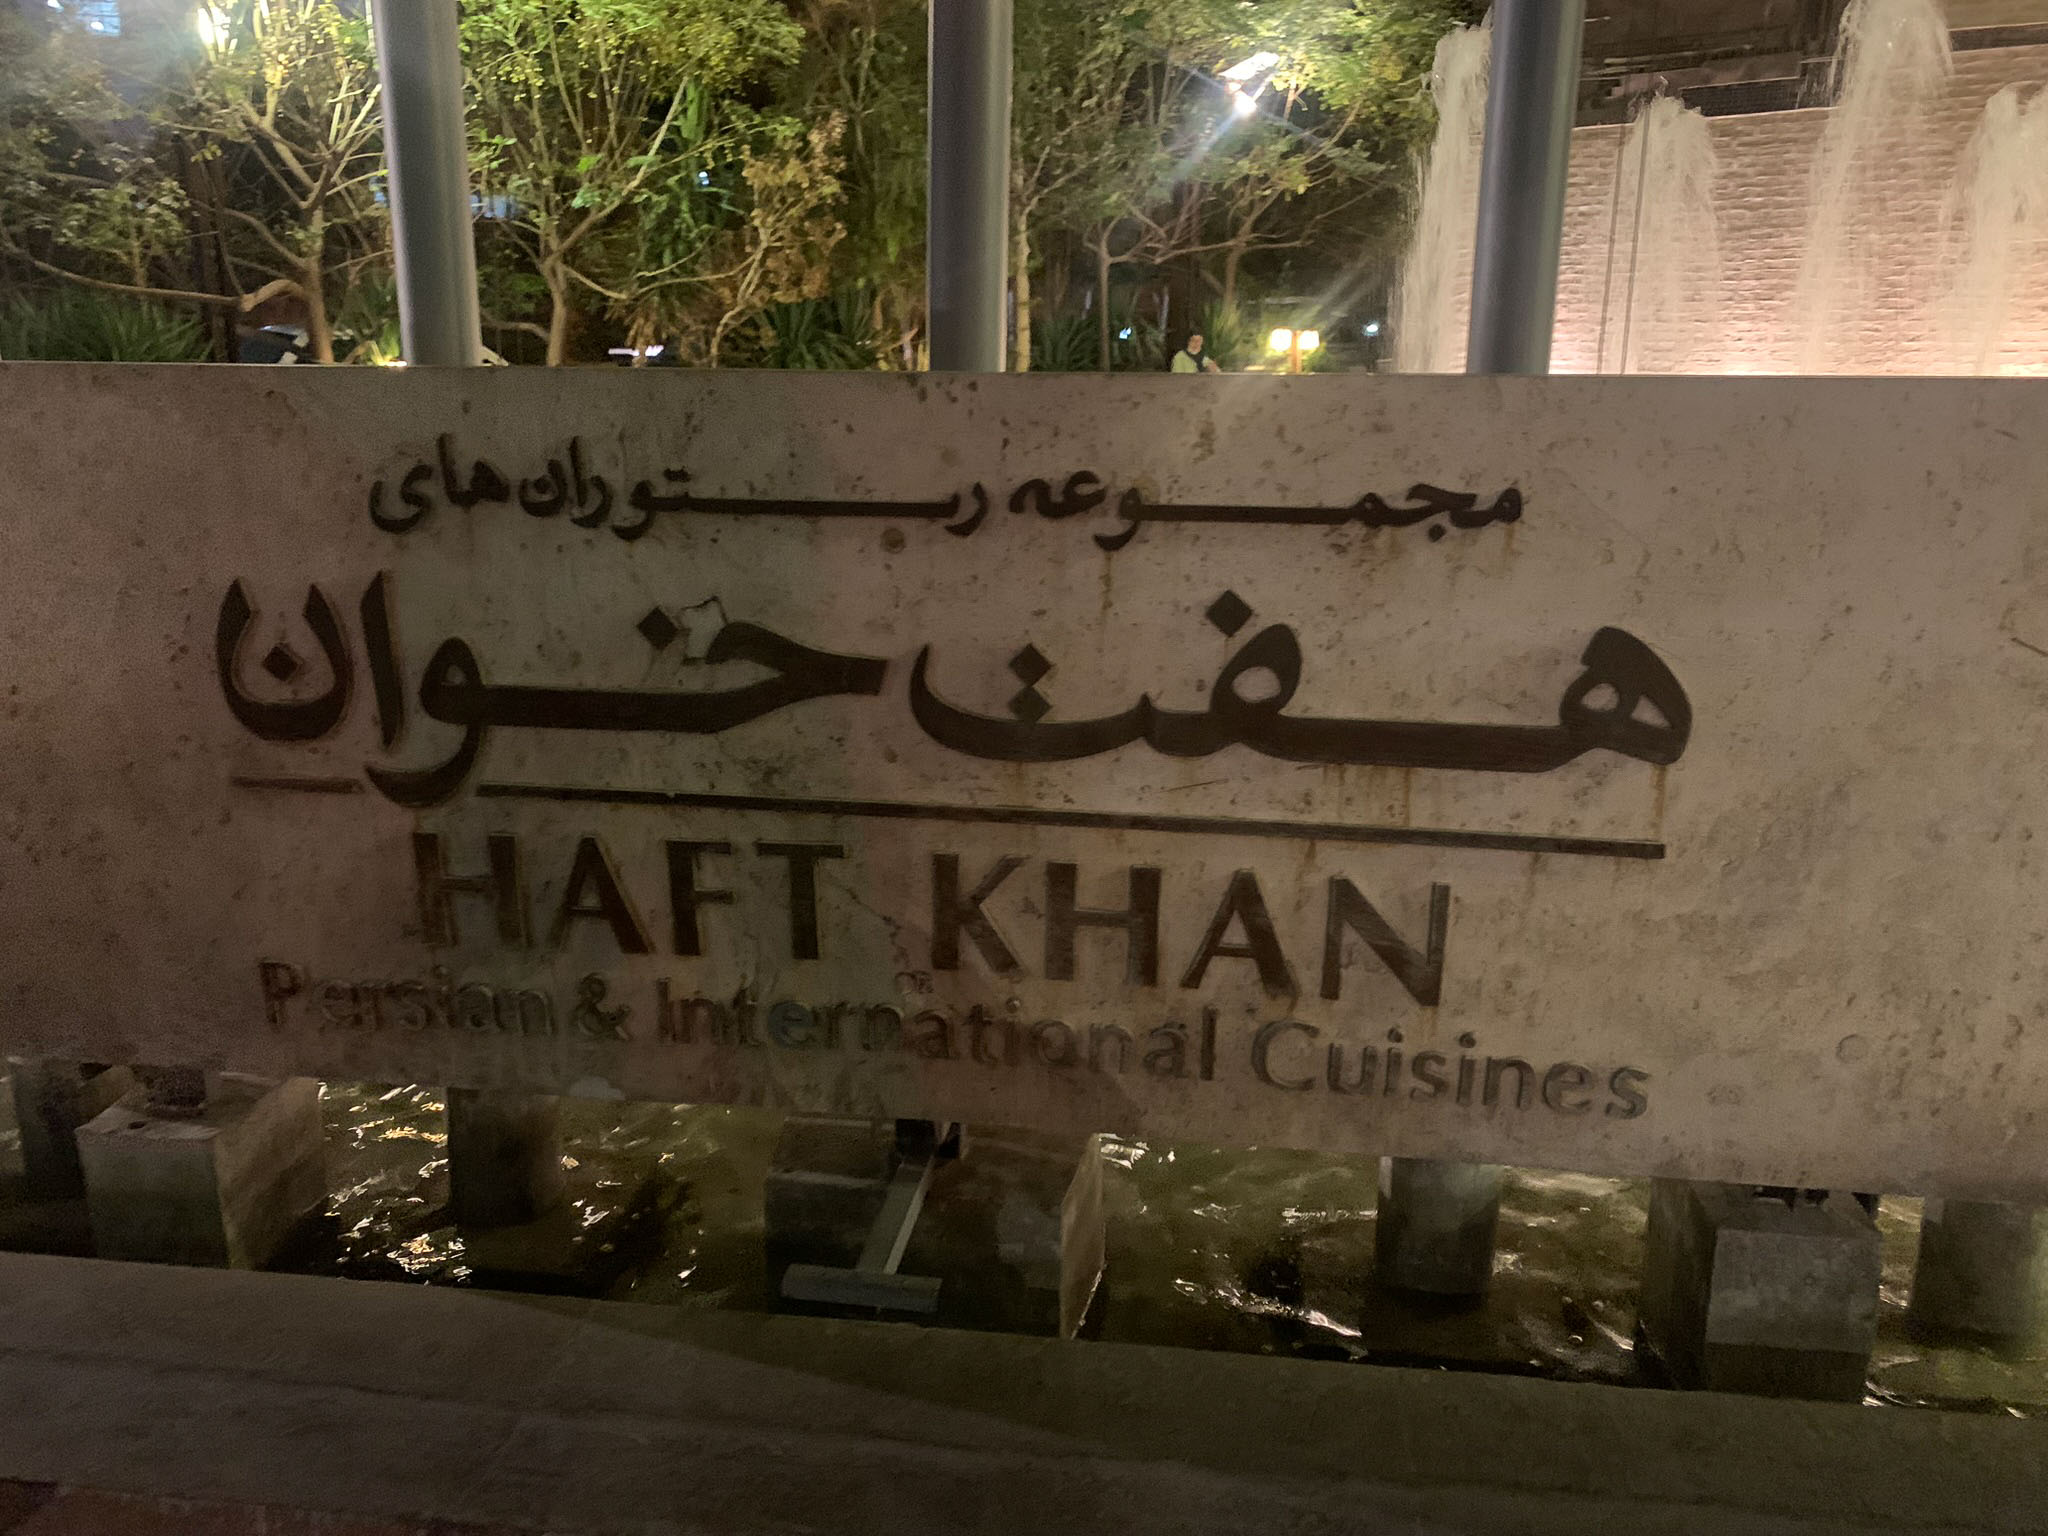 مجموعه رستوران های
هفت خوان
HAFT KHAN
Persian & International Cuisines